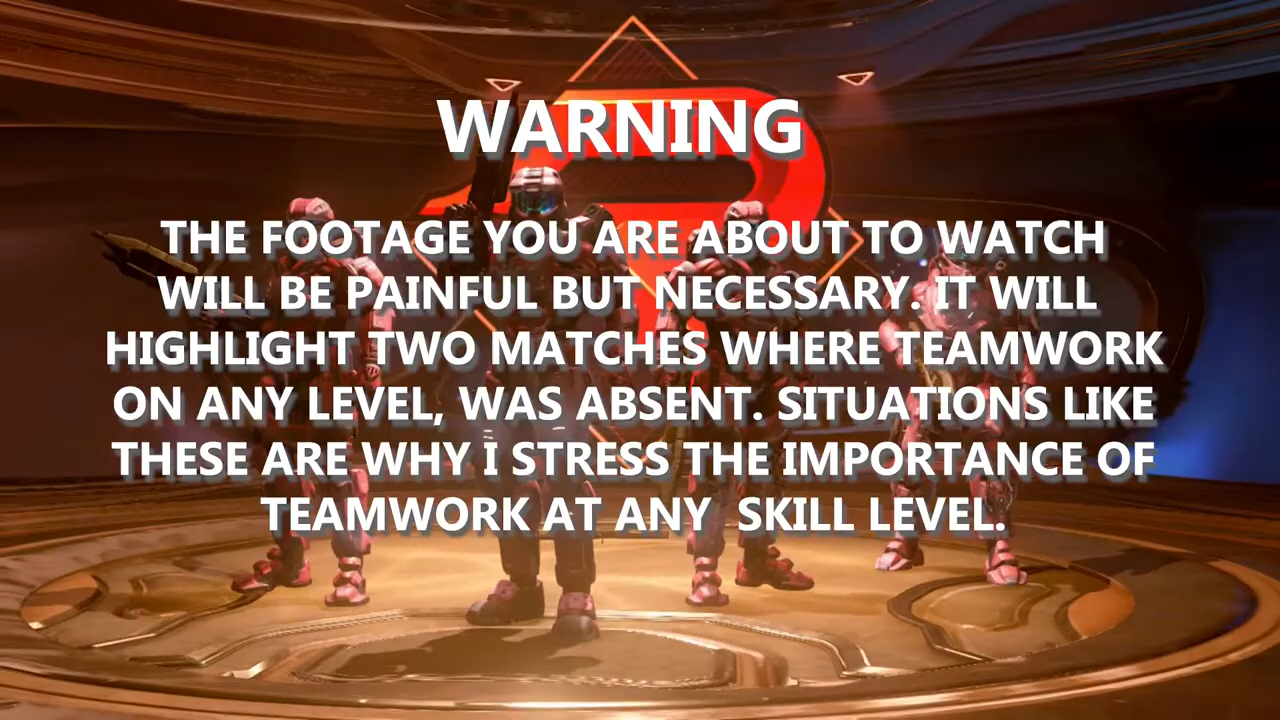 WARNING
THE FOOTAGE YOU ARE ABOUT TO WATCH
WILL BE PAINFUL BUT NECESSARY. IT WILL
HIGHLIGHT TWO MATCHES WHERE TEAMWORK
ON ANY LEVEL, WAS ABSENT. SITUATIONS LIKE
THESE ARE WHY I STRESS THE IMPORTANCE OF
TEAMWORK AT ANY  SKILL LEVEL.